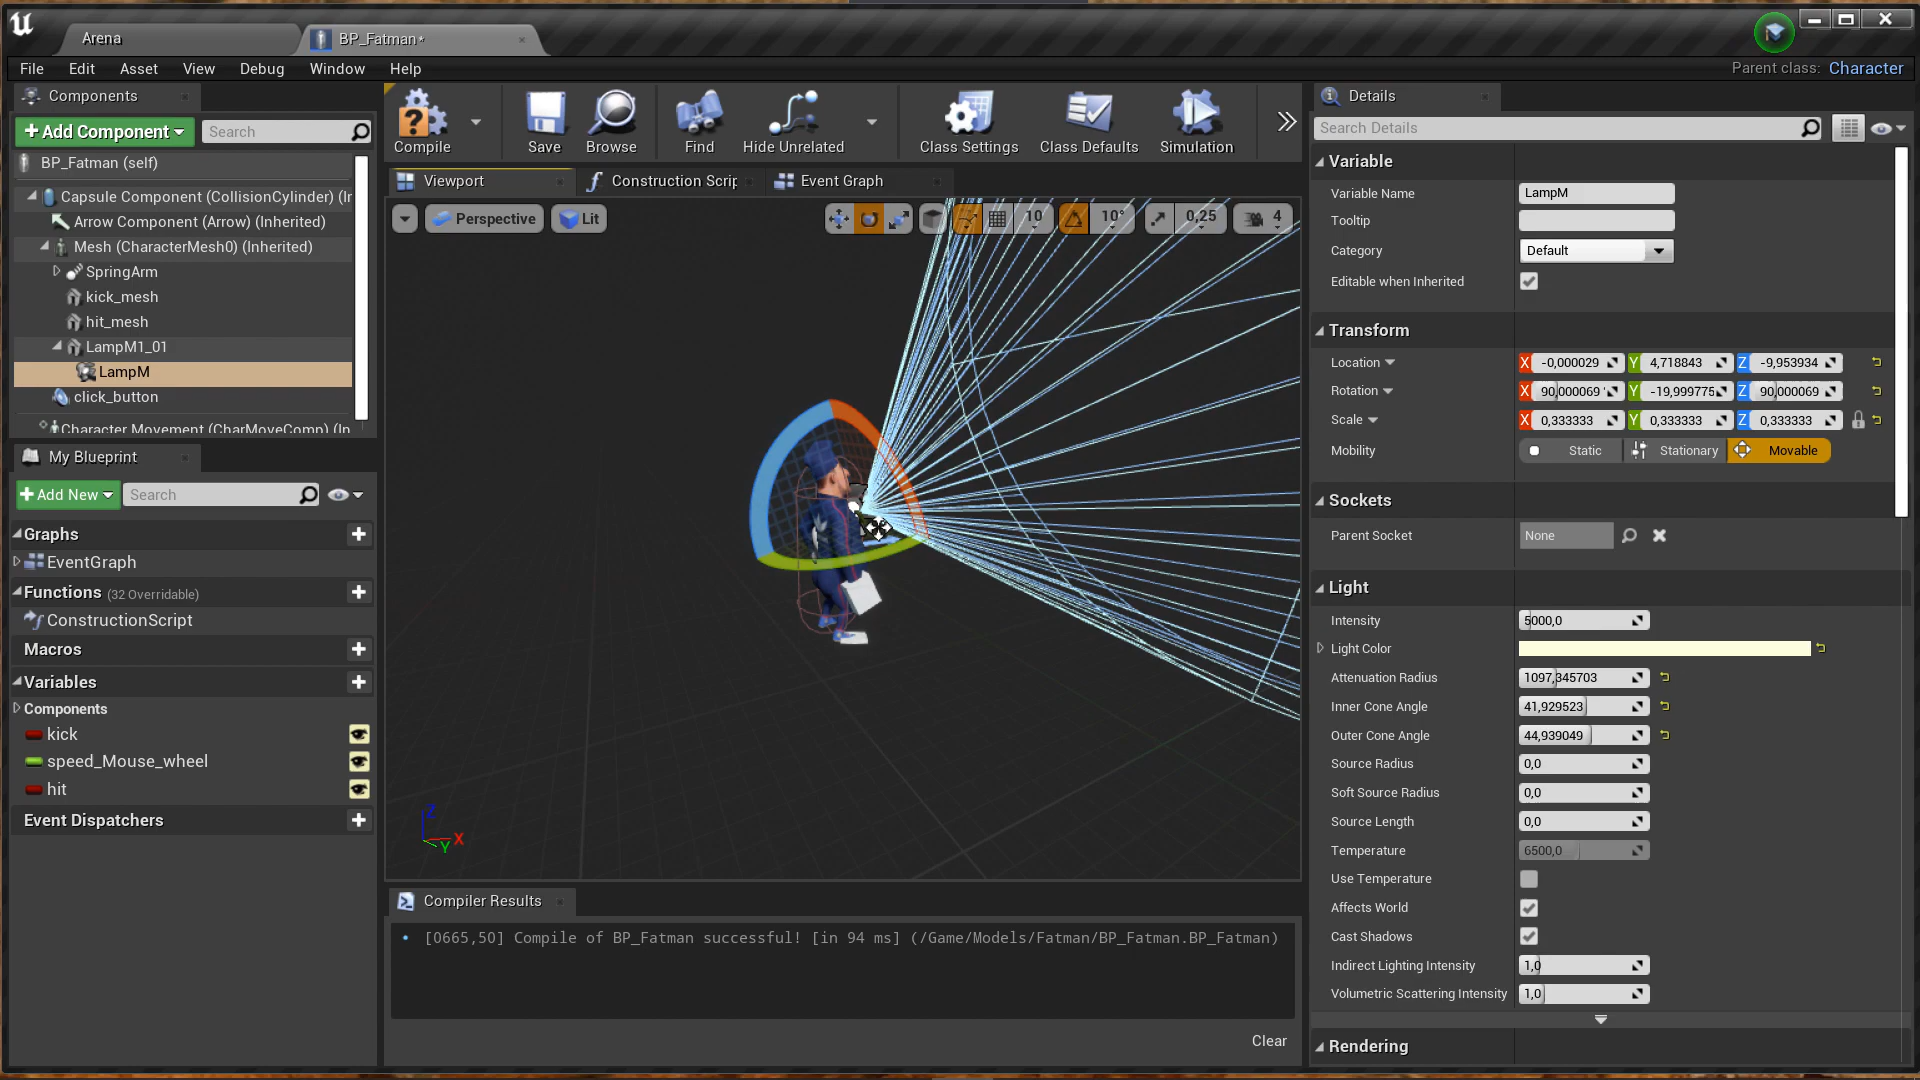 Arena
BP_Fatman*
File Edit Asset View Debug Window Help
Parent class: Character
Components
Add Component
Search
BP_Fatman (self)
Capsule Component (CollisionCylinder) (Ir
Arrow Component (Arrow) (Inherited)
Mesh (CharacterMesh0) (Inherited)
SpringArm
kick_mesh
hit_mesh
LampM1_01
LampM
click_button
Character Movement (CharMoveComp) (In
My Blueprint
Add New
Search
Graphs
EventGraph
Functions (32 Overridable)
ConstructionScript
Macros
Variables
Components
kick
speed_Mouse_wheel
hit
Event Dispatchers
Compile
Save
Browse
Find
Hide Unrelated
Class Settings
Class Defaults
Simulation
Viewport
Construction Scrip
Event Graph
Perspective
Lit
10
10°
0,25
4
Z
X
Y
Compiler Results
[0665,50] Compile of BP_Fatman successful! [in 94 ms] (/Game/Models/Fatman/BP_Fatman.BP_Fatman)
Clear
Details
Search Details
Variable
Variable Name LampM
Tooltip
Category Default
Editable when Inherited
Transform
Location X -0,000029 Y 4,718843 Z -9,953934
Rotation X 90,000069 ° Y -19,999775 Z 90,000069
Scale X 0,333333 Y 0,333333 Z 0,333333
Mobility Static Stationary Movable
Sockets
Parent Socket None
Light
Intensity 5000,0
Light Color
Attenuation Radius 1097,345703
Inner Cone Angle 41,929523
Outer Cone Angle 44,939049
Source Radius 0,0
Soft Source Radius 0,0
Source Length 0,0
Temperature 6500,0
Use Temperature
Affects World
Cast Shadows
Indirect Lighting Intensity 1,0
Volumetric Scattering Intensity 1,0
Rendering